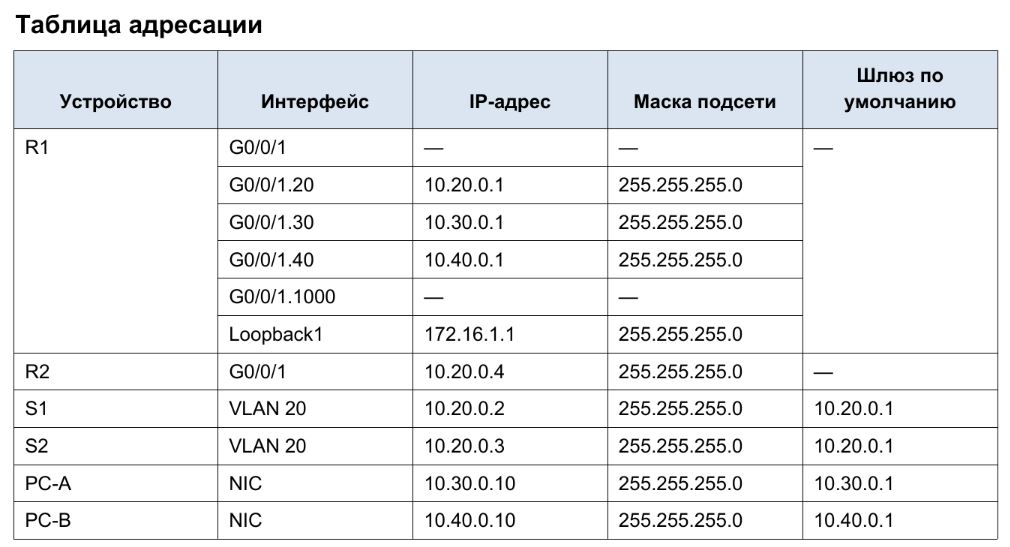 Таблица адресации
Устройство Интерфейс IP-адрес Маска подсети Шлюз по умолчанию
R1 G0/0/1 — — —
G0/0/1.20 10.20.0.1 255.255.255.0
G0/0/1.30 10.30.0.1 255.255.255.0
G0/0/1.40 10.40.0.1 255.255.255.0
G0/0/1.1000 — —
Loopback1 172.16.1.1 255.255.255.0
R2 G0/0/1 10.20.0.4 255.255.255.0 —
S1 VLAN 20 10.20.0.2 255.255.255.0 10.20.0.1
S2 VLAN 20 10.20.0.3 255.255.255.0 10.20.0.1
PC-A NIC 10.30.0.10 255.255.255.0 10.30.0.1
PC-B NIC 10.40.0.10 255.255.255.0 10.40.0.1